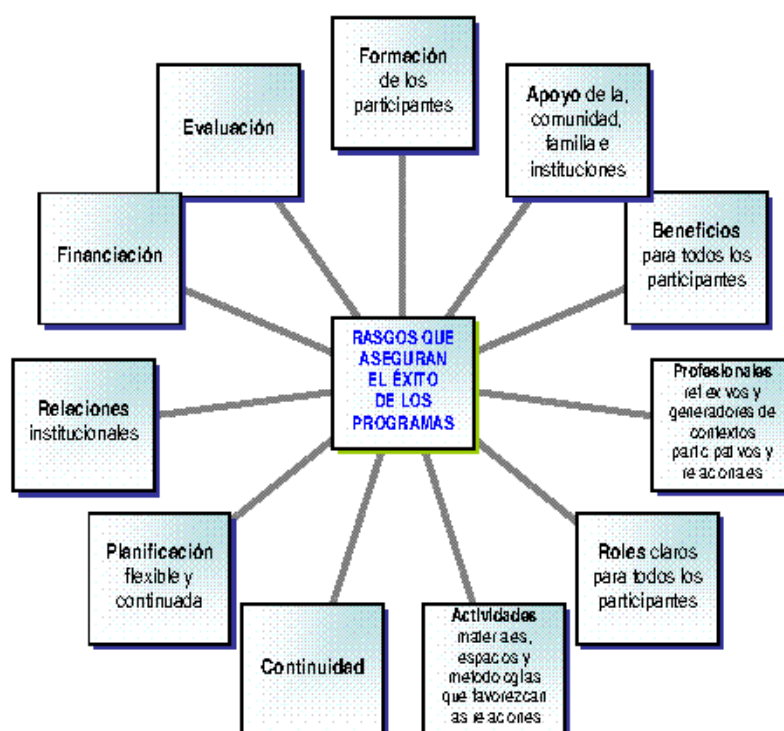 Formación
de los
participantes
Apoyo de la,
comunidad,
familia e
instituciones
Beneficios
para todos los
participantes
Profesionales
reflexivos y
generadores de
contextos
participativos y
relacionales
Roles claros
para todos los
participantes
Actividades
materiales,
espacios y
metodologías
que favorezcan
las relaciones
Continuidad
Planificación
flexible y
continuada
Relaciones
institucionales
Financiación
Evaluación
RASGOS QUE
ASEGURAN
EL ÉXITO
DE LOS
PROGRAMAS